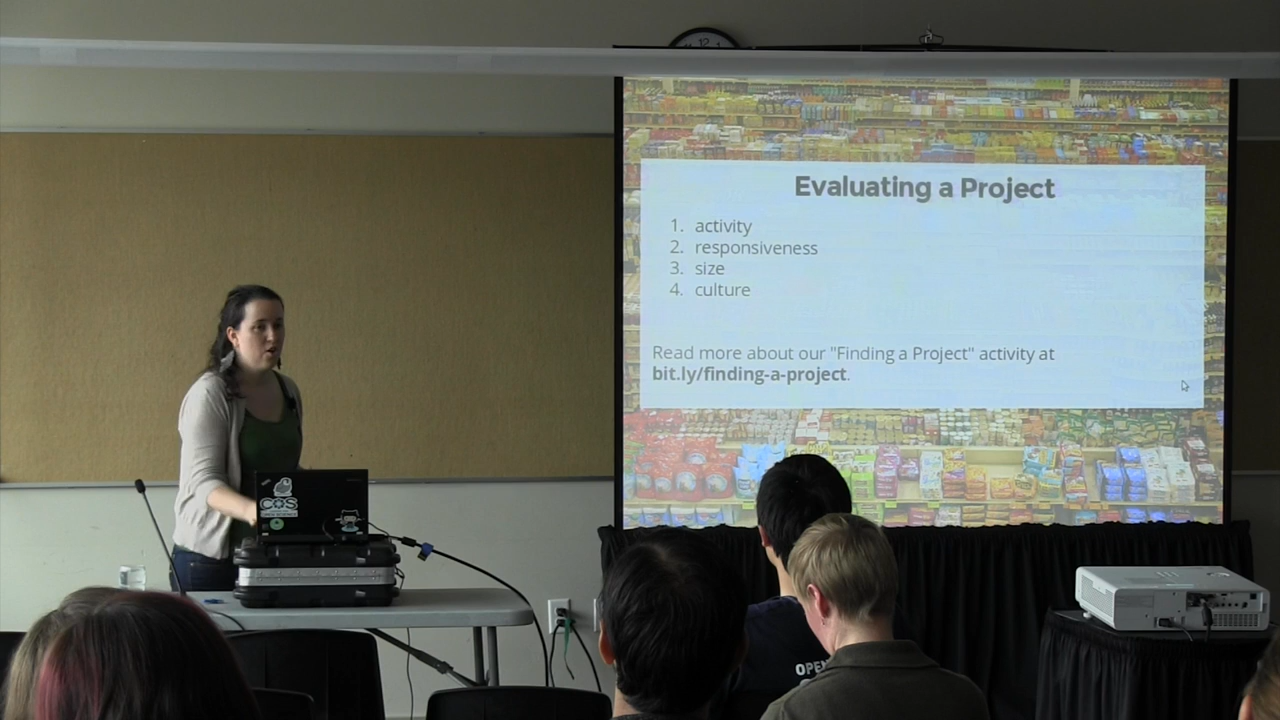 12
Evaluating a Project
1. activity
2. responsiveness
3. size
4. culture
Read more about our "Finding a Project" activity at
bit.ly/finding-a-project.
COS
OPEN